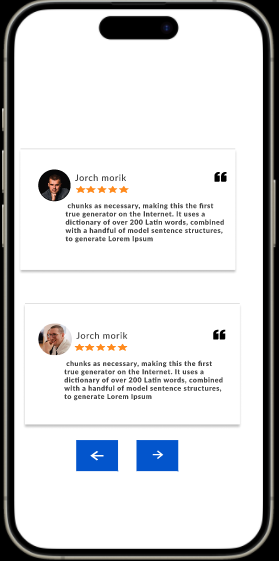 Jorch morik
chunks as necessary, making this the first
true generator on the Internet. It uses a
dictionary of over 200 Latin words, combined
with a handful of model sentence structures,
to generate Lorem Ipsum
Jorch morik
chunks as necessary, making this the first
true generator on the Internet. It uses a
dictionary of over 200 Latin words, combined
with a handful of model sentence structures,
to generate Lorem Ipsum